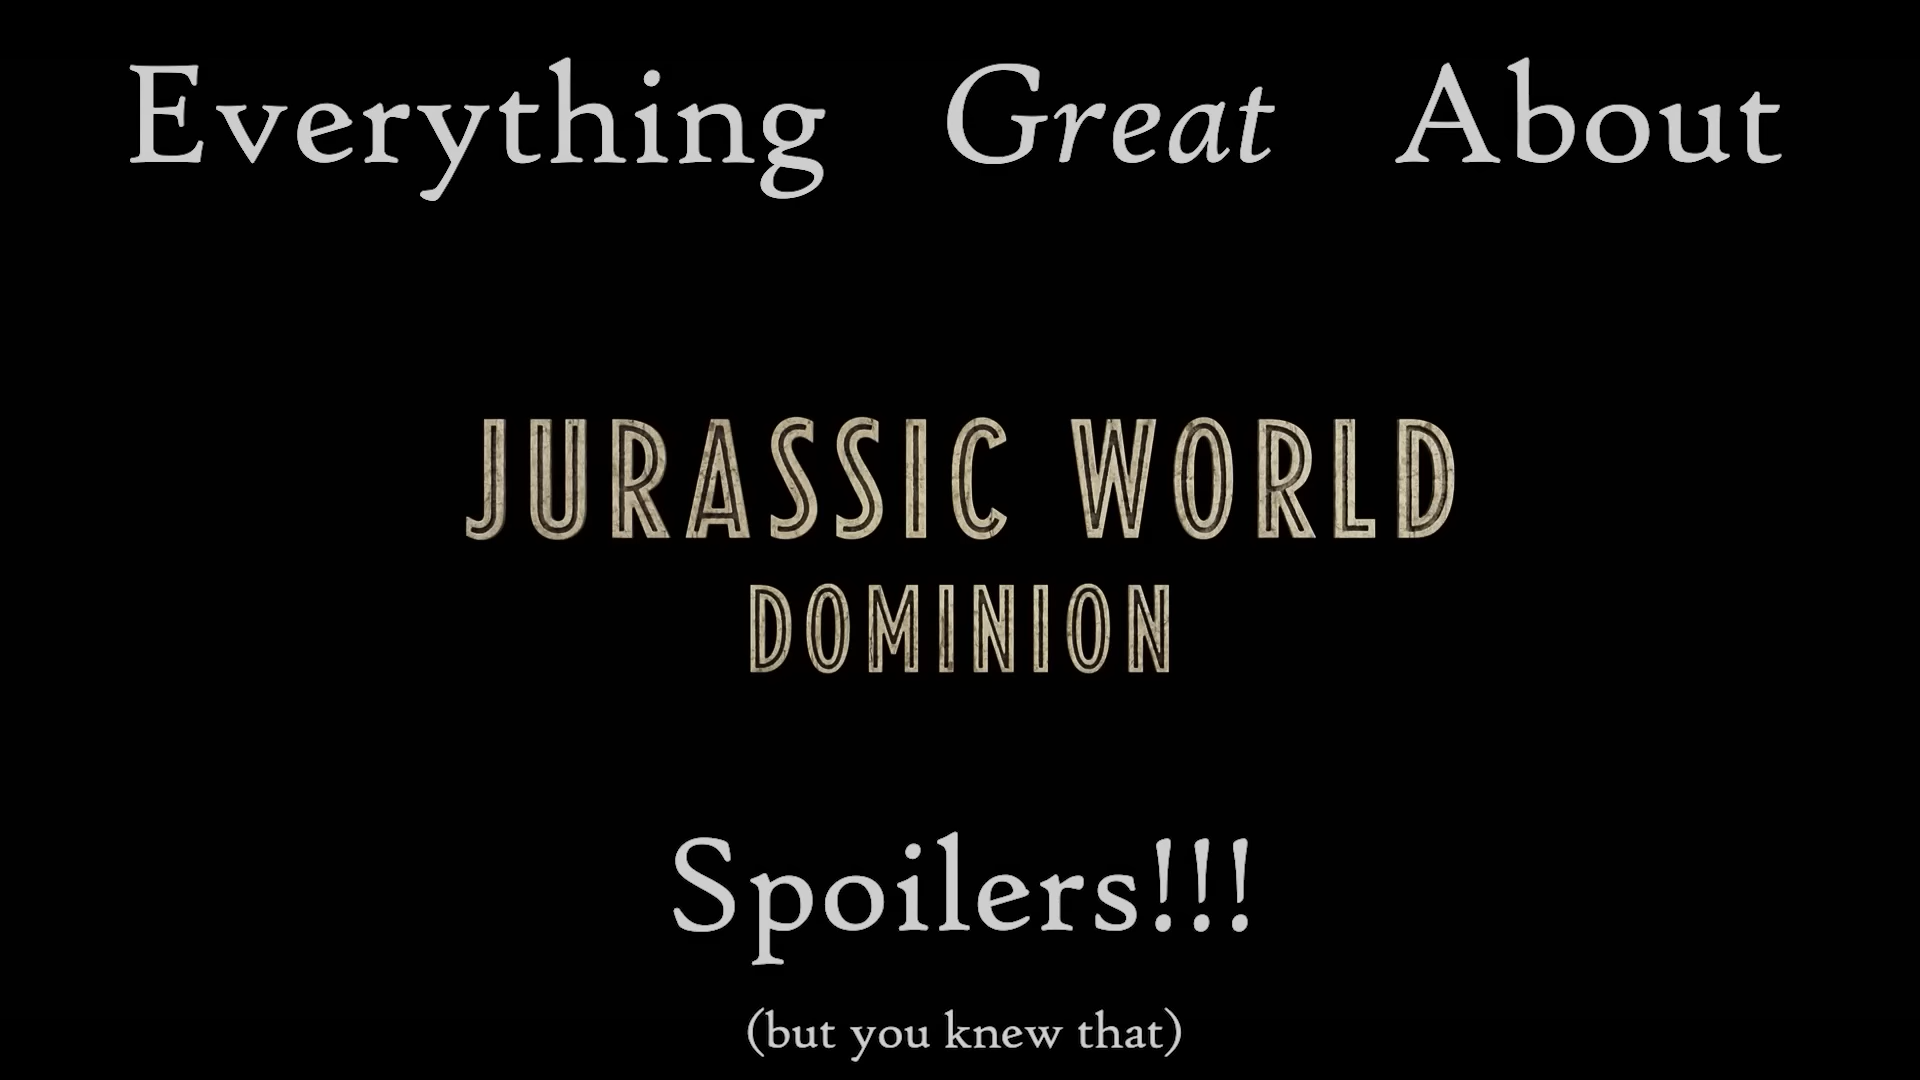 Everything Great About
JURASSIC WORLD
DOMINION
Spoilers!!!
(but you knew that)